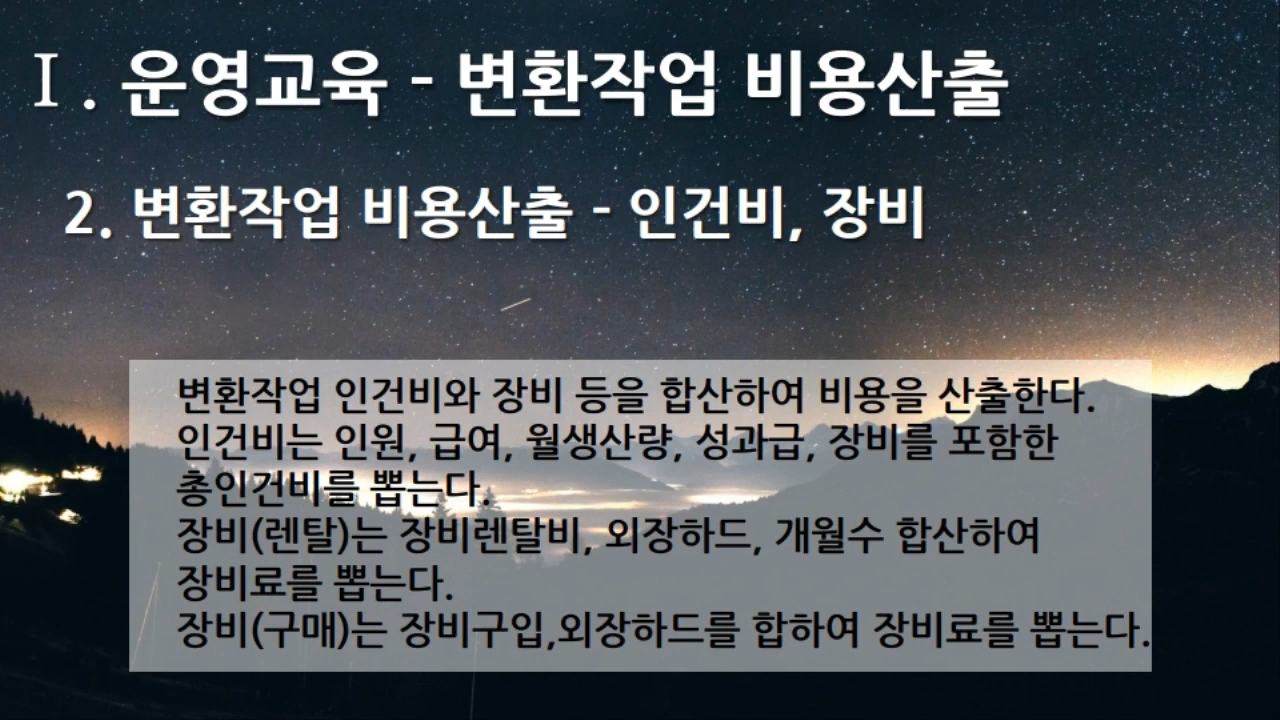 Ⅰ. 운영교육 - 변환작업 비용산출
2. 변환작업 비용산출 - 인건비, 장비
변환작업 인건비와 장비 등을 합산하여 비용을 산출한다.
인건비는 인원, 급여, 월생산량, 성과급, 장비를 포함한
총인건비를 뽑는다.
장비(렌탈)는 장비렌탈비, 외장하드, 개월수 합산하여
장비료를 뽑는다.
장비(구매)는 장비구입,외장하드를 합하여 장비료를 뽑는다.